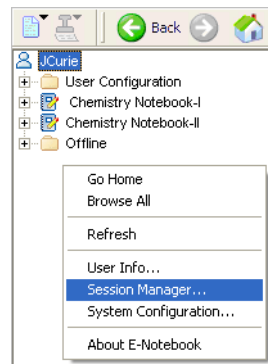 Back
JCurie
User Configuration
Chemistry Notebook-I
Chemistry Notebook-II
Offline
Go Home
Browse All
Refresh
User Info...
Session Manager...
System Configuration...
About E-Notebook